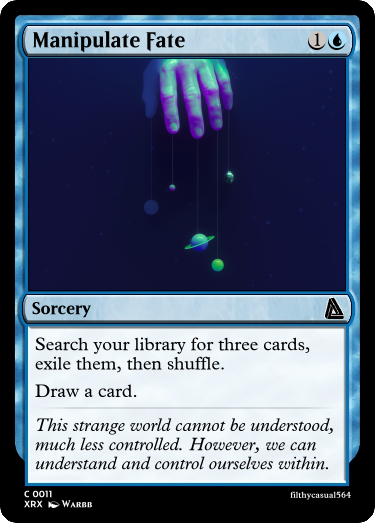 Manipulate Fate 1
Sorcery
Search your library for three cards,
exile them, then shuffle.
Draw a card.
This strange world cannot be understood,
much less controlled. However, we can
understand and control ourselves within.
C 0011
XRX Warbb
filthycasual564